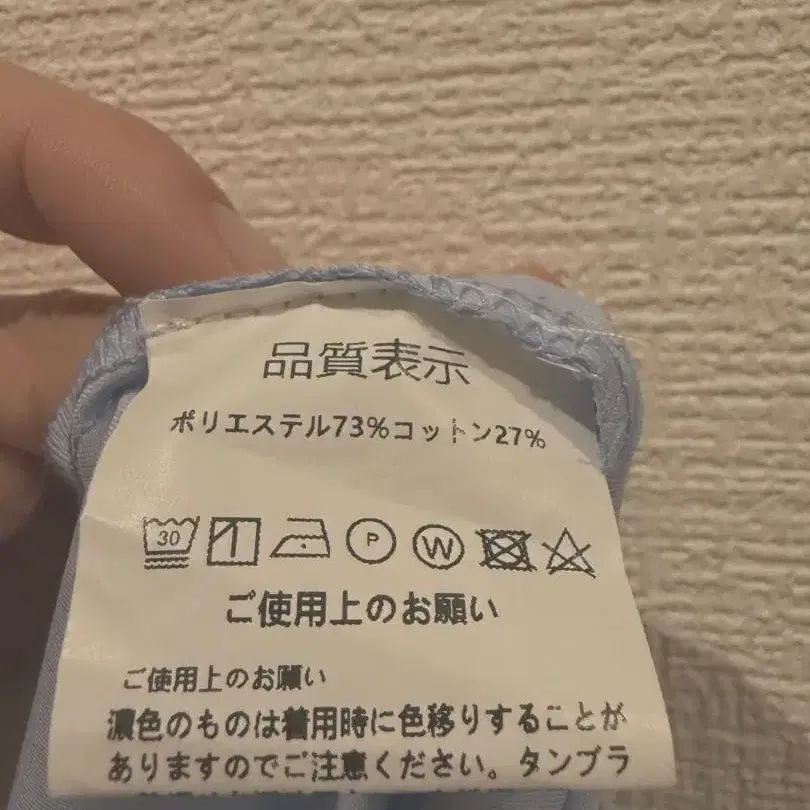 品質表示
ポリエステル73%コットン27%
30 P W
ご使用上のお願い
ご使用上のお願い
濃色のものは着用時に色移りすることが
ありますのでご注意ください。タンブラ